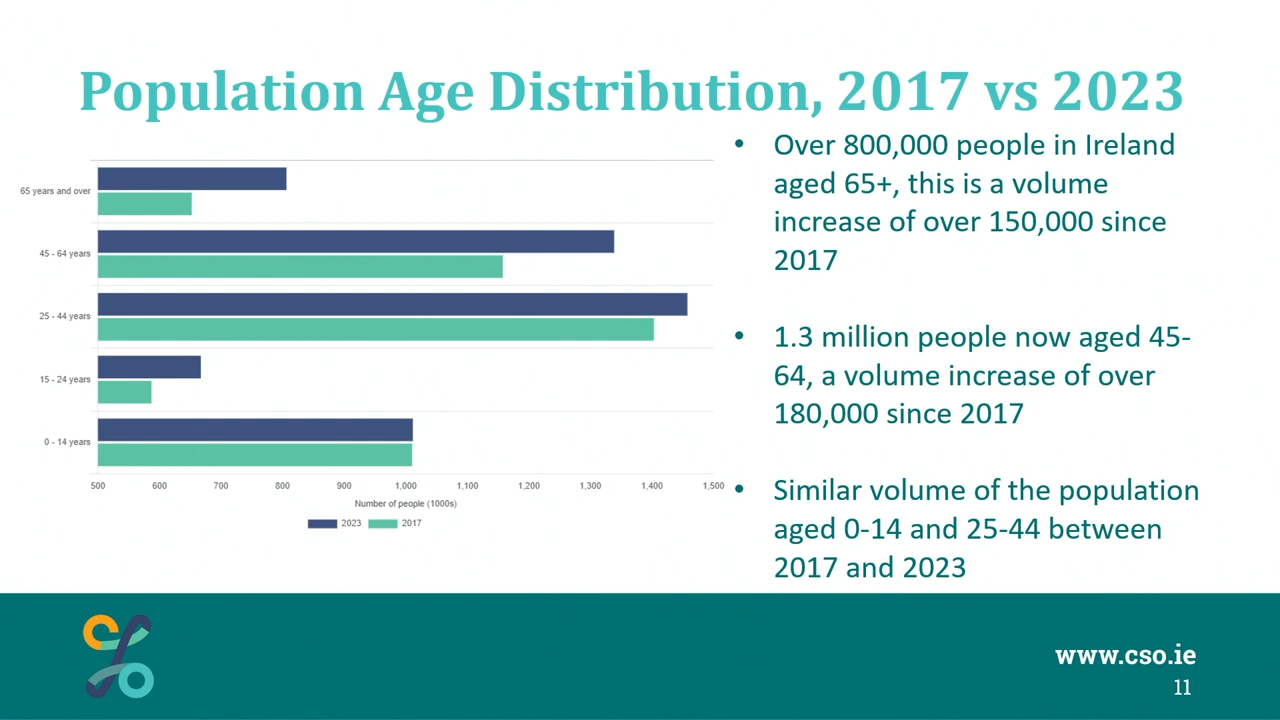 Population Age Distribution, 2017 vs 2023
65 years and over
45 - 64 years
25 - 44 years
15 - 24 years
0 - 14 years
500 600 700 800 900 1,000 1,100 1,200 1,300 1,400 1,500
Number of people (1000s)
2023 2017
• Over 800,000 people in Ireland
aged 65+, this is a volume
increase of over 150,000 since
2017
• 1.3 million people now aged 45-
64, a volume increase of over
180,000 since 2017
• Similar volume of the population
aged 0-14 and 25-44 between
2017 and 2023
www.cso.ie
11